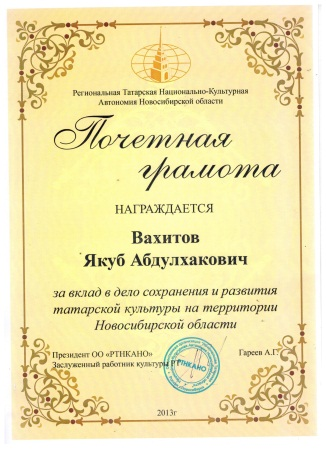 Региональная Татарская Национально-Культурная
Автономия Новосибирской области
Почетная
грамота
НАГРАЖДАЕТСЯ
Вахитов
Якуб Абдулхакович
за вклад в дело сохранения и развития
татарской культуры на территории
Новосибирской области
Президент ОО «РТНКАНО» Гареев А.Г.
Заслуженный работник культуры РТ
РТНКАНО
2013г